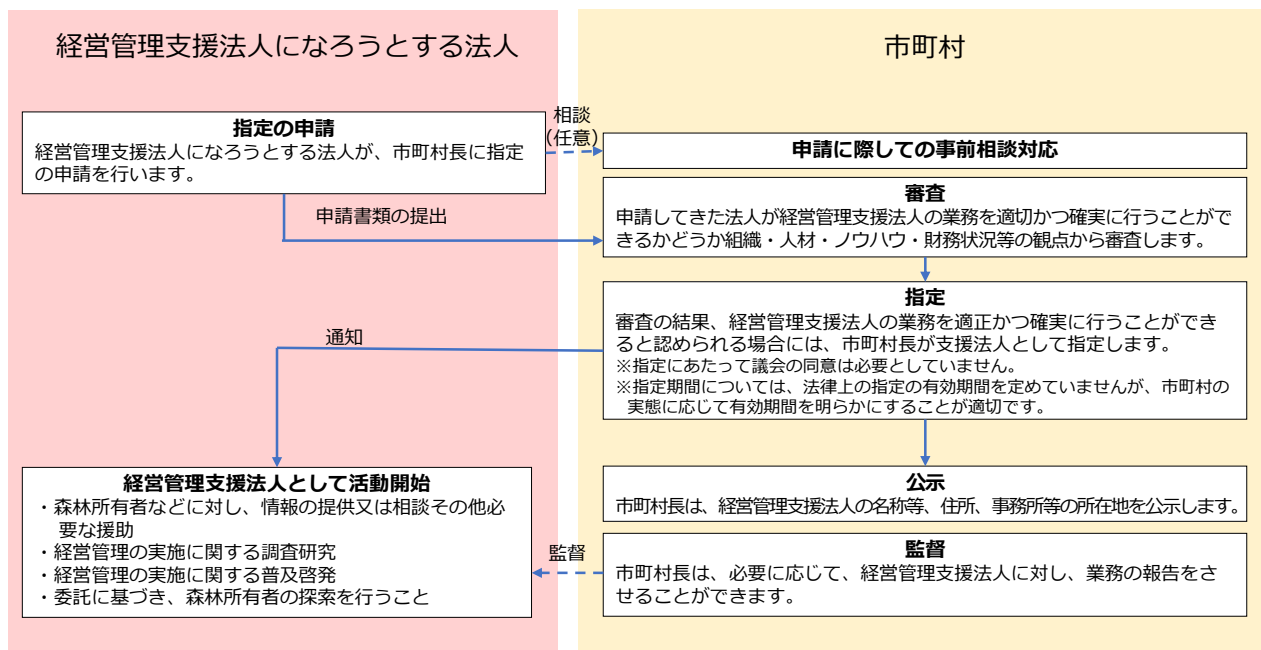 経営管理支援法人になろうとする法人
市町村
指定の申請
経営管理支援法人になろうとする法人が、市町村長に指定
の申請を行います。
相談
(任意)
申請に際しての事前相談対応
申請書類の提出
審査
申請してきた法人が経営管理支援法人の業務を適切かつ確実に行うことがで
きるかどうか組織・人材・ノウハウ・財務状況等の観点から審査します。
指定
審査の結果、経営管理支援法人の業務を適正かつ確実に行うことができ
ると認められる場合には、市町村長が支援法人として指定します。
※指定にあたって議会の同意は必要としていません。
※指定期間については、法律上の指定の有効期間を定めていませんが、市町村の
実態に応じて有効期間を明らかにすることが適切です。
通知
経営管理支援法人として活動開始
・森林所有者などに対し、情報の提供又は相談その他必
要な援助
・経営管理の実施に関する調査研究
・経営管理の実施に関する普及啓発
・委託に基づき、森林所有者の探索を行うこと
公示
市町村長は、経営管理支援法人の名称等、住所、事務所等の所在地を公示します。
監督
監督
市町村長は、必要に応じて、経営管理支援法人に対し、業務の報告をさ
せることができます。